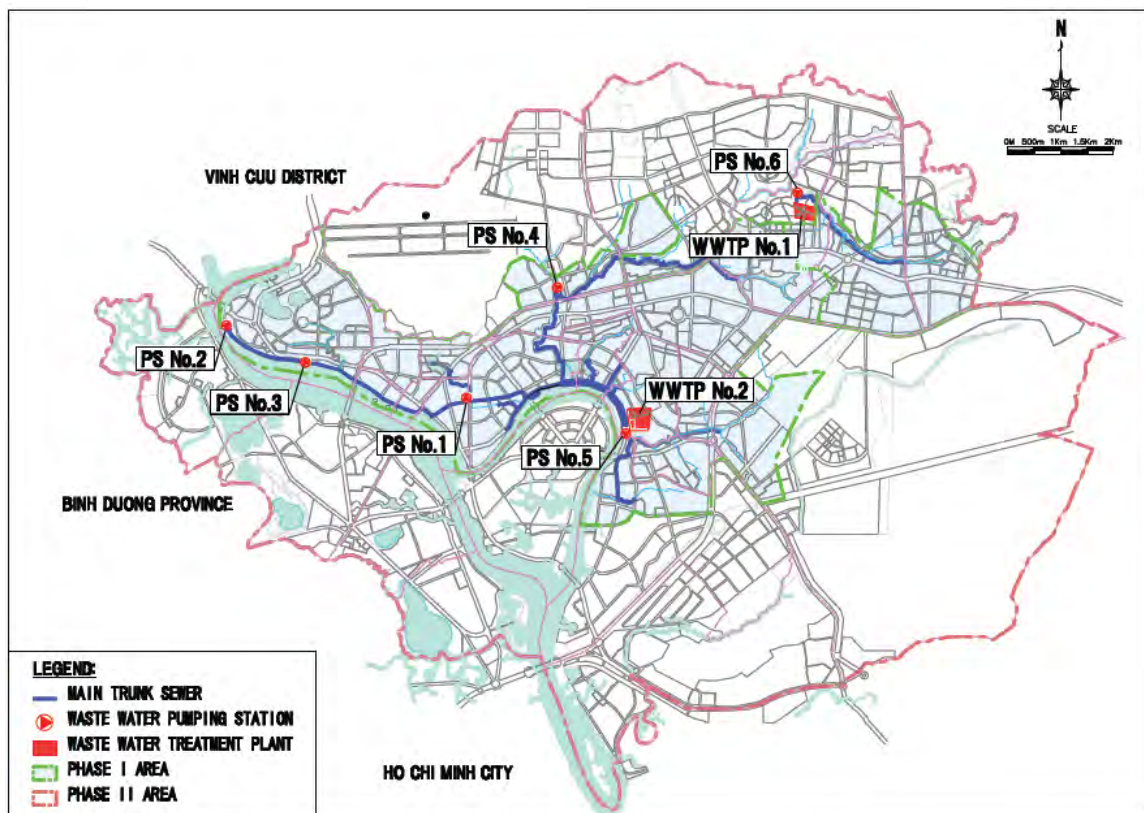 N
SCALE
0M 500m 1Km 1.5Km 2Km
PS No.6
VINH CUU DISTRICT
PS No.4
WWTP No.1
PS No.2
WWTP No.2
PS No.3
PS No.1
PS No.5
BINH DUONG PROVINCE
LEGEND:
MAIN TRUNK SEWER
WASTE WATER PUMPING STATION
WASTE WATER TREATMENT PLANT
PHASE I AREA
PHASE II AREA
HO CHI MINH CITY